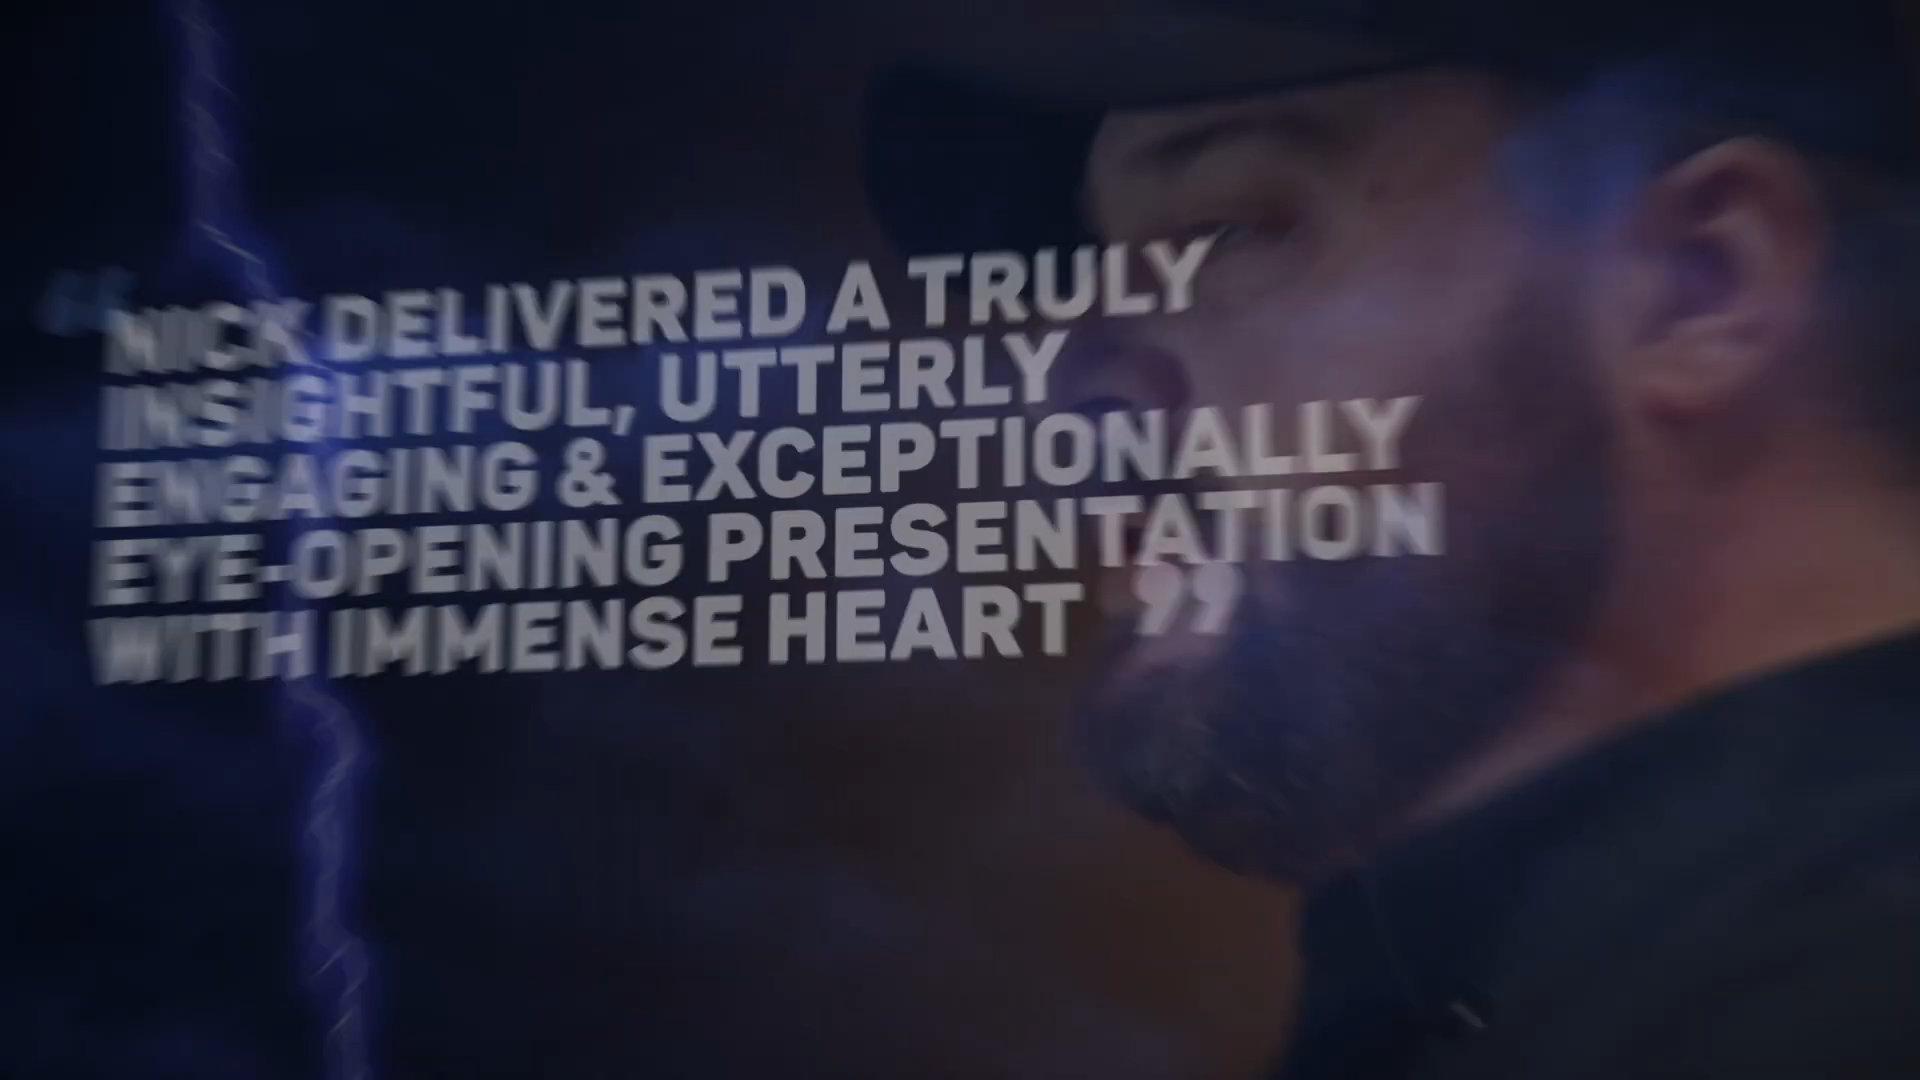 “NICK DELIVERED A TRULY
INSIGHTFUL, UTTERLY
ENGAGING & EXCEPTIONALLY
EYE-OPENING PRESENTATION
WITH IMMENSE HEART ”